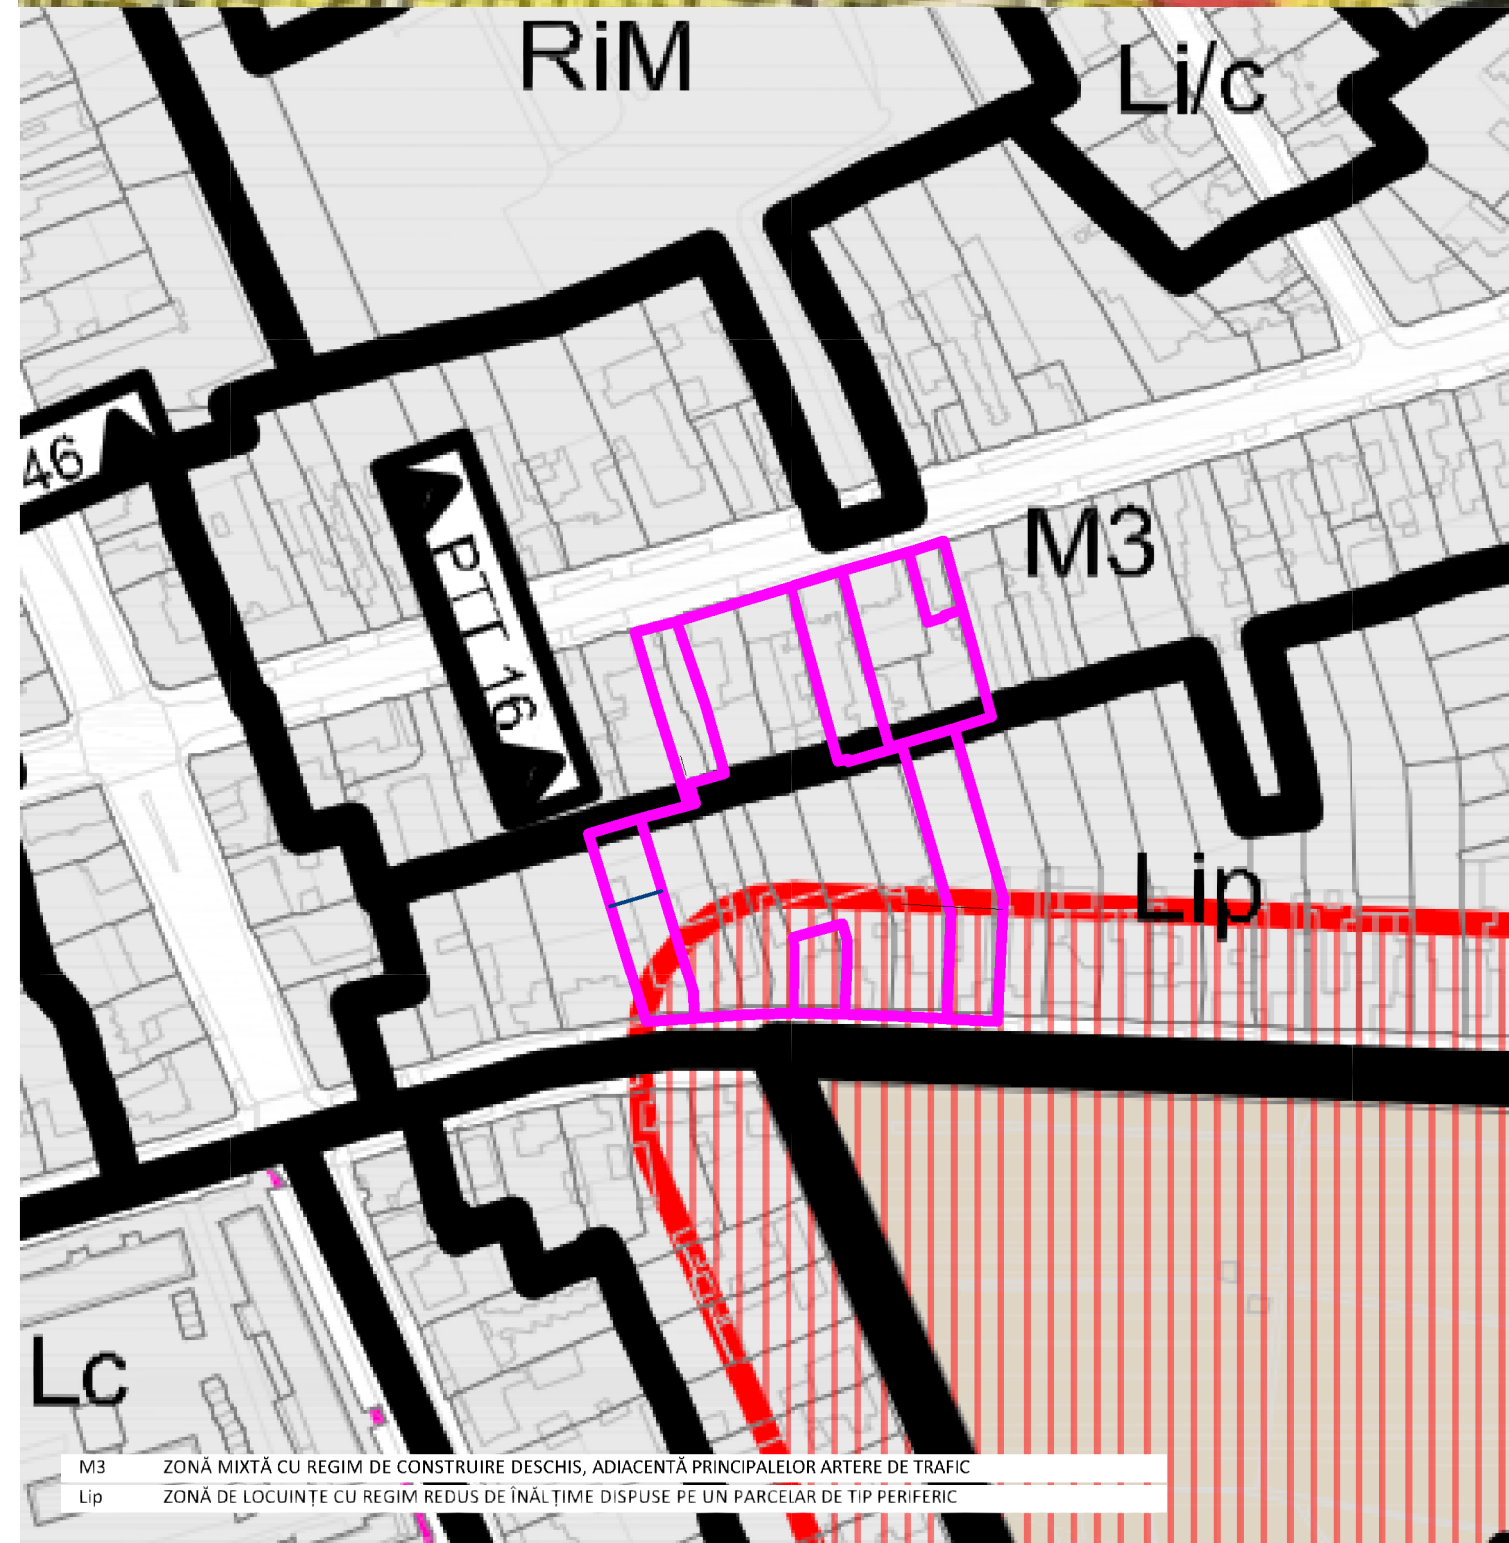 RiM
Li/c
46
M3
PTT 16
Lip
Lc
M3 ZONĂ MIXTĂ CU REGIM DE CONSTRUIRE DESCHIS, ADIACENTĂ PRINCIPALELOR ARTERE DE TRAFIC
Lip ZONĂ DE LOCUINȚE CU REGIM REDUS DE ÎNĂLȚIME DISPUSE PE UN PARCELAR DE TIP PERIFERIC